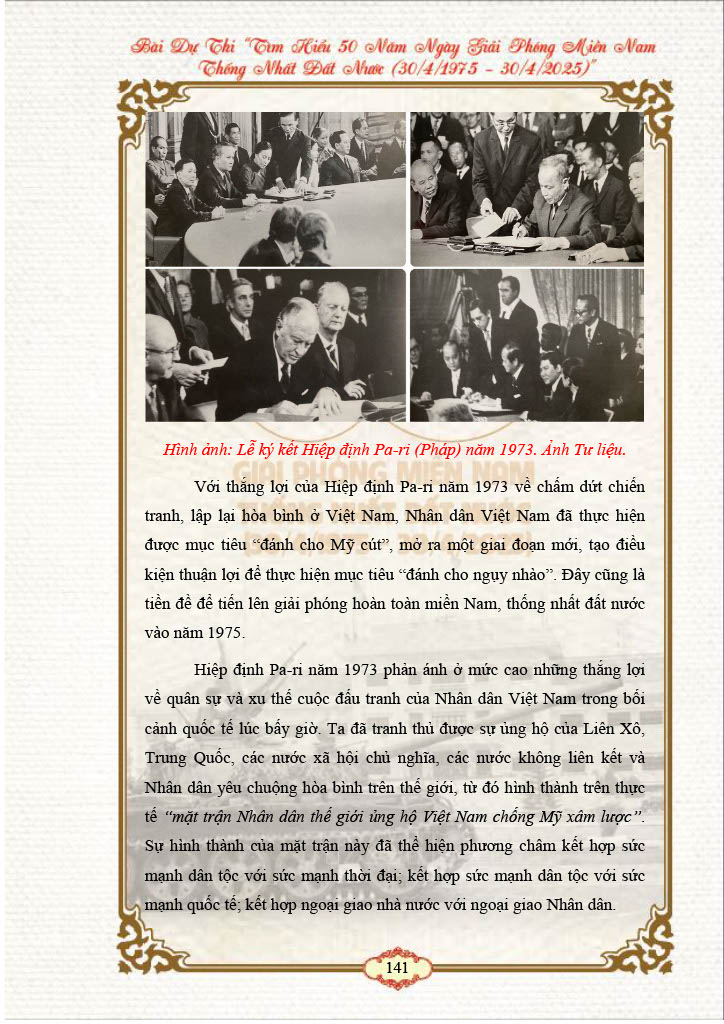 Bài Dự Thi “Tìm Hiểu 50 Năm Ngày Giải Phóng Miền Nam
Thống Nhất Đất Nước (30/4/1975 – 30/4/2025)”
Hình ảnh: Lễ ký kết Hiệp định Pa-ri (Pháp) năm 1973. Ảnh Tư liệu.
GIẢI PHÓNG MIỀN NAM
Với thắng lợi của Hiệp định Pa-ri năm 1973 về chấm dứt chiến
tranh, lập lại hòa bình ở Việt Nam, Nhân dân Việt Nam đã thực hiện
được mục tiêu “đánh cho Mỹ cút”, mở ra một giai đoạn mới, tạo điều
kiện thuận lợi để thực hiện mục tiêu “đánh cho ngụy nhào”. Đây cũng là
tiền đề để tiến lên giải phóng hoàn toàn miền Nam, thống nhất đất nước
vào năm 1975.
Hiệp định Pa-ri năm 1973 phản ánh ở mức cao những thắng lợi
về quân sự và xu thế cuộc đấu tranh của Nhân dân Việt Nam trong bối
cảnh quốc tế lúc bấy giờ. Ta đã tranh thủ được sự ủng hộ của Liên Xô,
Trung Quốc, các nước xã hội chủ nghĩa, các nước không liên kết và
Nhân dân yêu chuộng hòa bình trên thế giới, từ đó hình thành trên thực
tế “mặt trận Nhân dân thế giới ủng hộ Việt Nam chống Mỹ xâm lược”.
Sự hình thành của mặt trận này đã thể hiện phương châm kết hợp sức
mạnh dân tộc với sức mạnh thời đại; kết hợp sức mạnh dân tộc với sức
mạnh quốc tế; kết hợp ngoại giao nhà nước với ngoại giao Nhân dân.
141